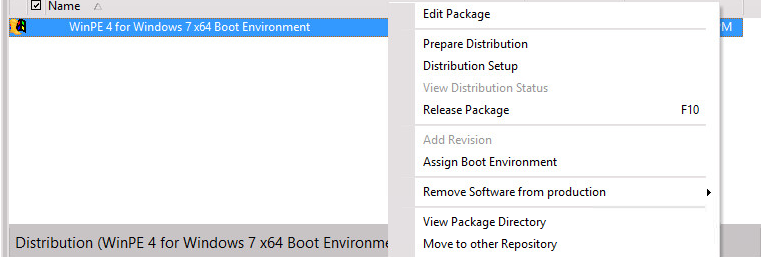 Name
WinPE 4 for Windows 7 x64 Boot Environment
M
Edit Package
Prepare Distribution
Distribution Setup
View Distribution Status
Release Package F10
Add Revision
Assign Boot Environment
Remove Software from production
View Package Directory
Move to other Repository
Distribution (WinPE 4 for Windows 7 x64 Boot Environme